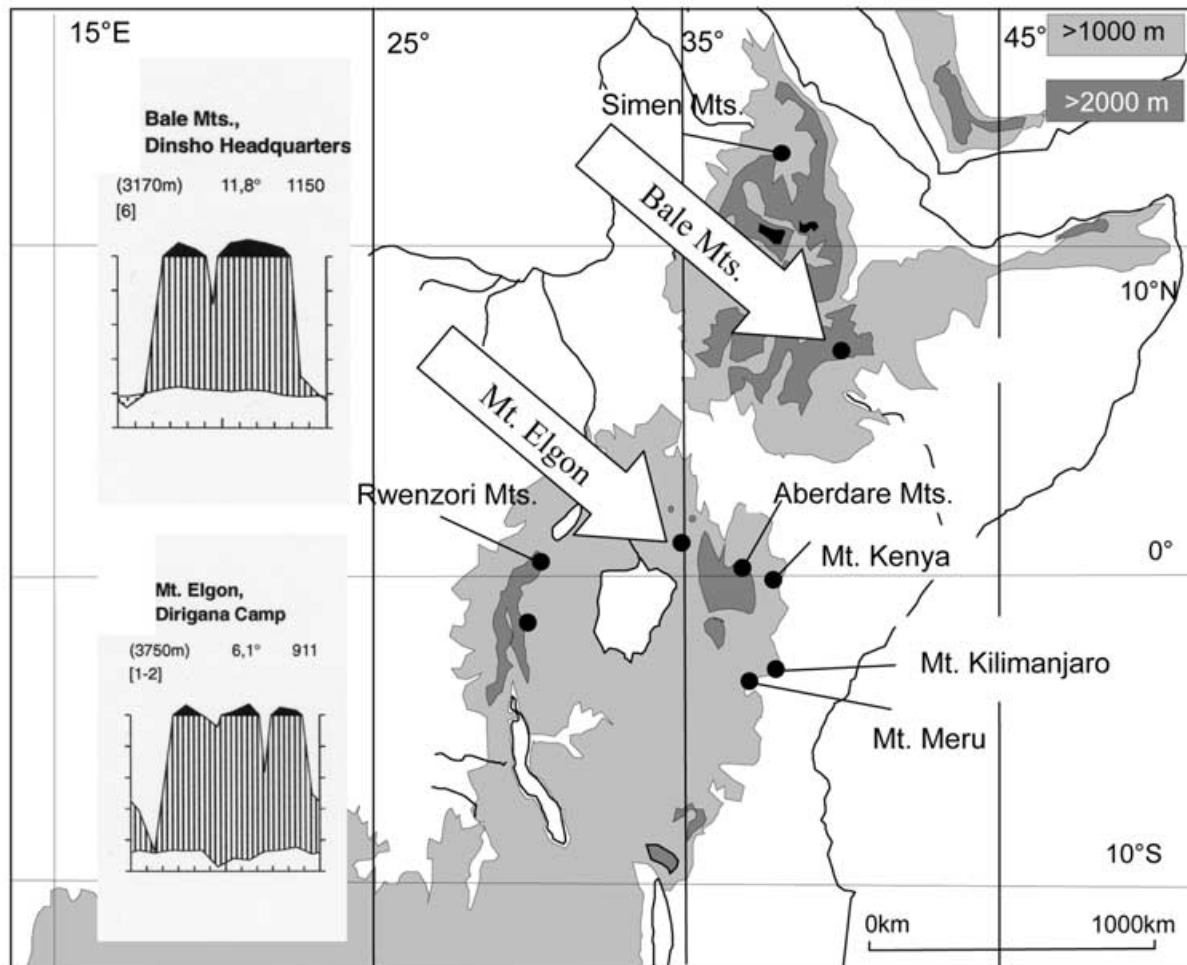 15°E
25°
35°
45°
>1000 m
>2000 m
Simen Mts.
Bale Mts.,
Dinsho Headquarters
(3170m) 11,8° 1150
[6]
Bale Mts.
10°N
Mt. Elgon
Rwenzori Mts.
Aberdare Mts.
Mt. Kenya
0°
Mt. Elgon,
Dirigana Camp
(3750m) 6,1° 911
[1-2]
Mt. Kilimanjaro
Mt. Meru
10°S
0km 1000km